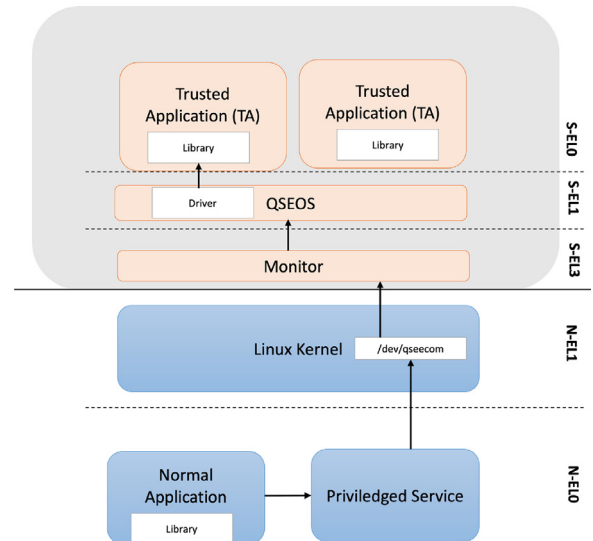 Trusted
Application (TA)
Library
Trusted
Application (TA)
Library
S-EL0
Driver
QSEOS
S-EL1
Monitor
S-EL3
Linux Kernel
/dev/qseecom
N-EL1
Normal
Application
Library
Priviledged Service
N-EL0